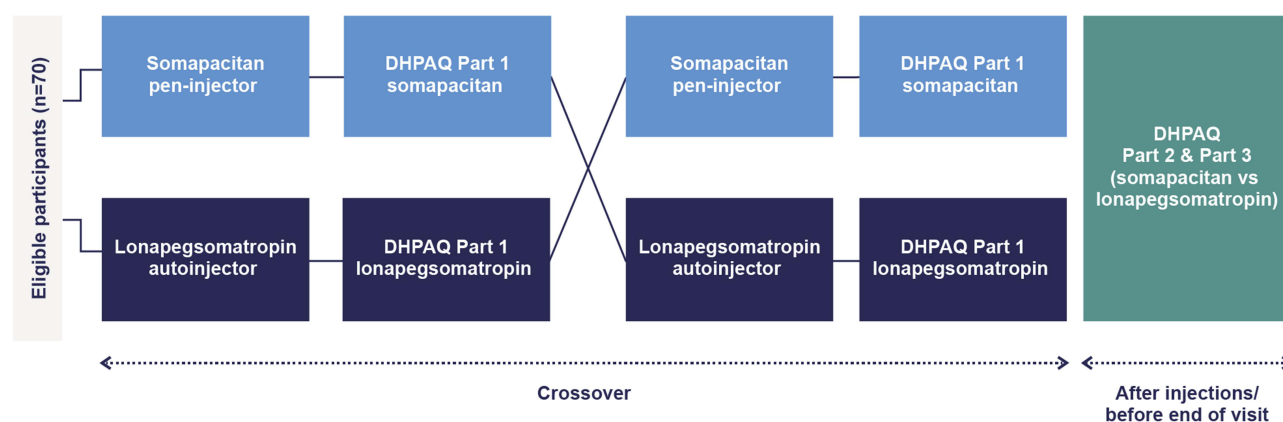 Eligible participants (n=70)
Somapacitan
pen-injector
DHPAQ Part 1
somapacitan
Somapacitan
pen-injector
DHPAQ Part 1
somapacitan
Lonapegsomatropin
autoinjector
DHPAQ Part 1
lonapegsomatropin
Lonapegsomatropin
autoinjector
DHPAQ Part 1
lonapegsomatropin
DHPAQ
Part 2 & Part 3
(somapacitan vs
lonapegsomatropin)
Crossover
After injections/
before end of visit